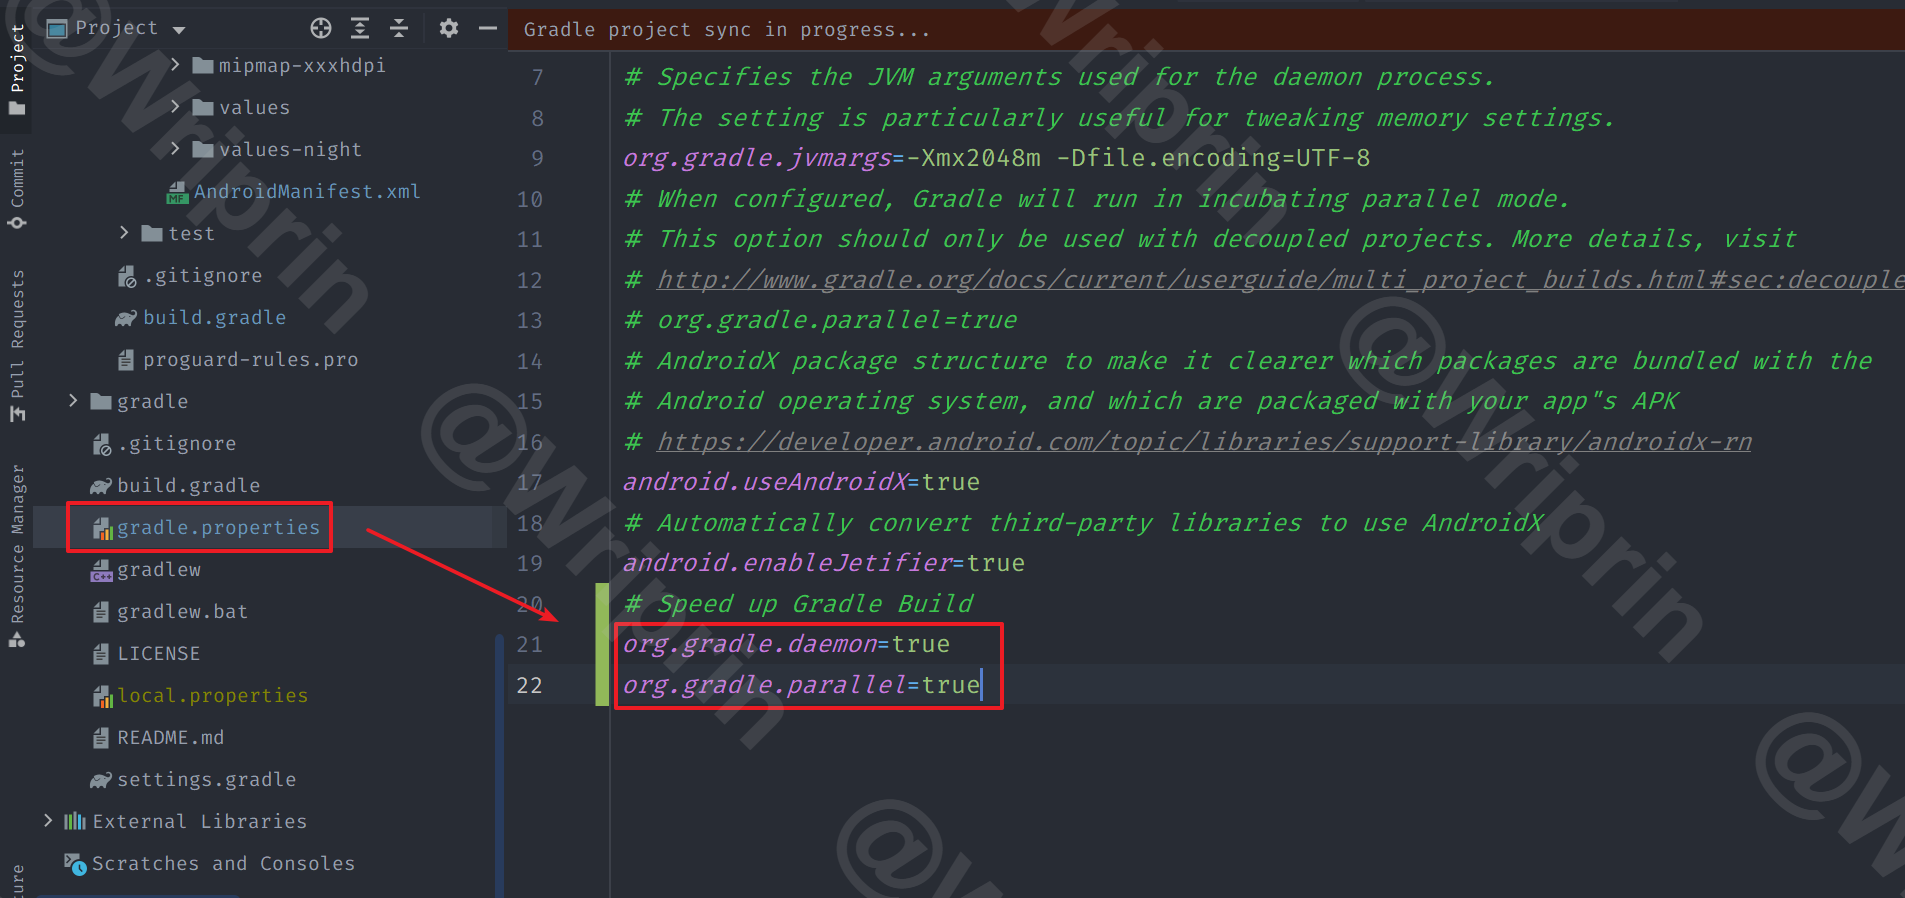 Project
Commit
Pull Requests
Resource Manager
Project
mipmap-xxxhdpi
values
values-night
MF AndroidManifest.xml
test
.gitignore
build.gradle
proguard-rules.pro
gradle
.gitignore
build.gradle
gradle.properties
C++ gradlew
gradlew.bat
LICENSE
local.properties
README.md
settings.gradle
External Libraries
Scratches and Consoles
Gradle project sync in progress...
7 # Specifies the JVM arguments used for the daemon process.
8 # The setting is particularly useful for tweaking memory settings.
9 org.gradle.jvmargs=-Xmx2048m -Dfile.encoding=UTF-8
10 # When configured, Gradle will run in incubating parallel mode.
11 # This option should only be used with decoupled projects. More details, visit
12 # http://www.gradle.org/docs/current/userguide/multi_project_builds.html#sec:decouple
13 # org.gradle.parallel=true
14 # AndroidX package structure to make it clearer which packages are bundled with the
15 # Android operating system, and which are packaged with your app"s APK
16 # https://developer.android.com/topic/libraries/support-library/androidx-rn
17 android.useAndroidX=true
18 # Automatically convert third-party libraries to use AndroidX
19 android.enableJetifier=true
20 # Speed up Gradle Build
21 org.gradle.daemon=true
22 org.gradle.parallel=true
@Wriprin
@Wriprin
@Wriprin
@Wriprin